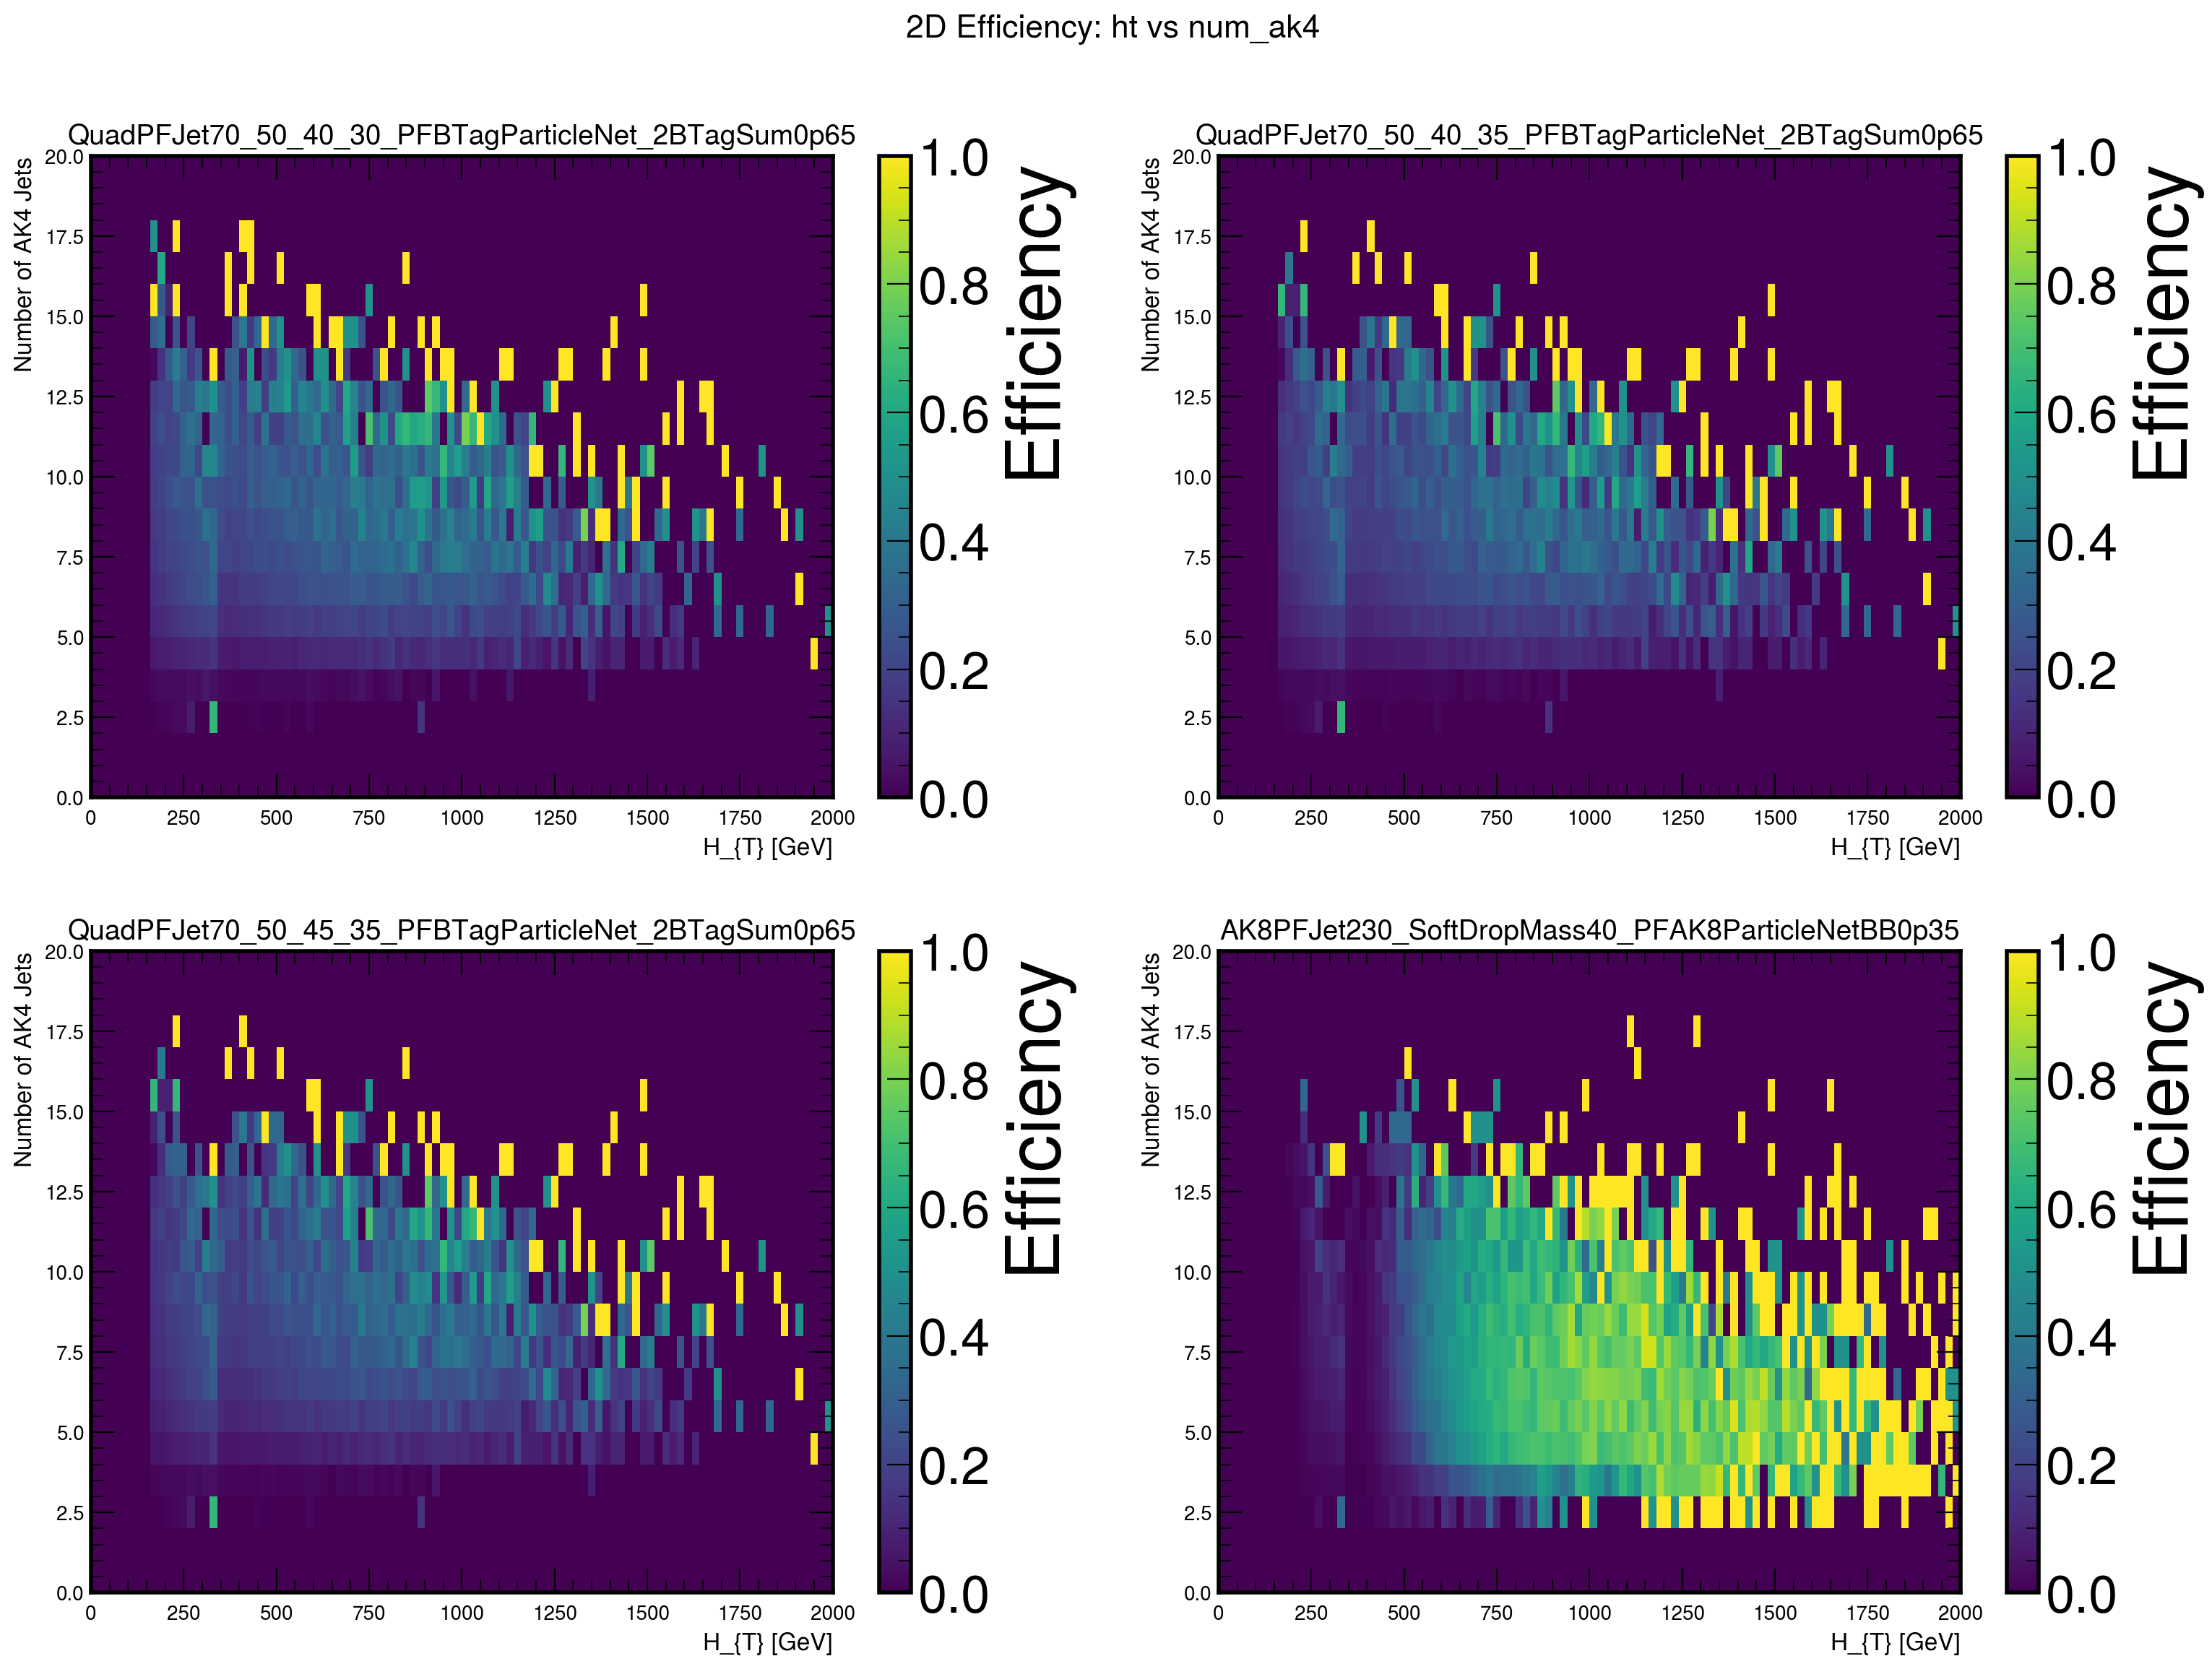 2D Efficiency: ht vs num_ak4
QuadPFJet70_50_40_30_PFBTagParticleNet_2BTagSum0p65
Number of AK4 Jets
20.0
17.5
15.0
12.5
10.0
7.5
5.0
2.5
0.0
0 250 500 750 1000 1250 1500 1750 2000
H_{T} [GeV]
1.0
0.8
0.6
0.4
0.2
0.0
Efficiency
QuadPFJet70_50_40_35_PFBTagParticleNet_2BTagSum0p65
Number of AK4 Jets
20.0
17.5
15.0
12.5
10.0
7.5
5.0
2.5
0.0
0 250 500 750 1000 1250 1500 1750 2000
H_{T} [GeV]
1.0
0.8
0.6
0.4
0.2
0.0
Efficiency
QuadPFJet70_50_45_35_PFBTagParticleNet_2BTagSum0p65
Number of AK4 Jets
20.0
17.5
15.0
12.5
10.0
7.5
5.0
2.5
0.0
0 250 500 750 1000 1250 1500 1750 2000
H_{T} [GeV]
1.0
0.8
0.6
0.4
0.2
0.0
Efficiency
AK8PFJet230_SoftDropMass40_PFAK8ParticleNetBB0p35
Number of AK4 Jets
20.0
17.5
15.0
12.5
10.0
7.5
5.0
2.5
0.0
0 250 500 750 1000 1250 1500 1750 2000
H_{T} [GeV]
1.0
0.8
0.6
0.4
0.2
0.0
Efficiency